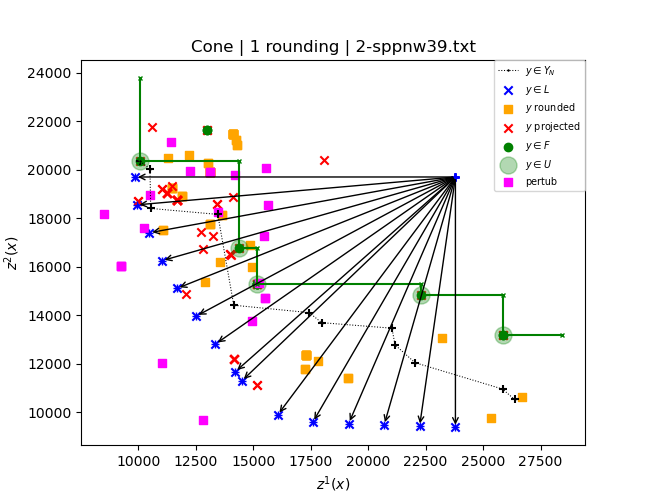 Cone | 1 rounding | 2-sppnw39.txt
24000
22000
20000
18000
16000
14000
12000
10000
z²(x)
10000 12500 15000 17500 20000 22500 25000 27500
z¹(x)
y ∈ Y_N
y ∈ L
y rounded
y projected
y ∈ F
y ∈ U
pertub